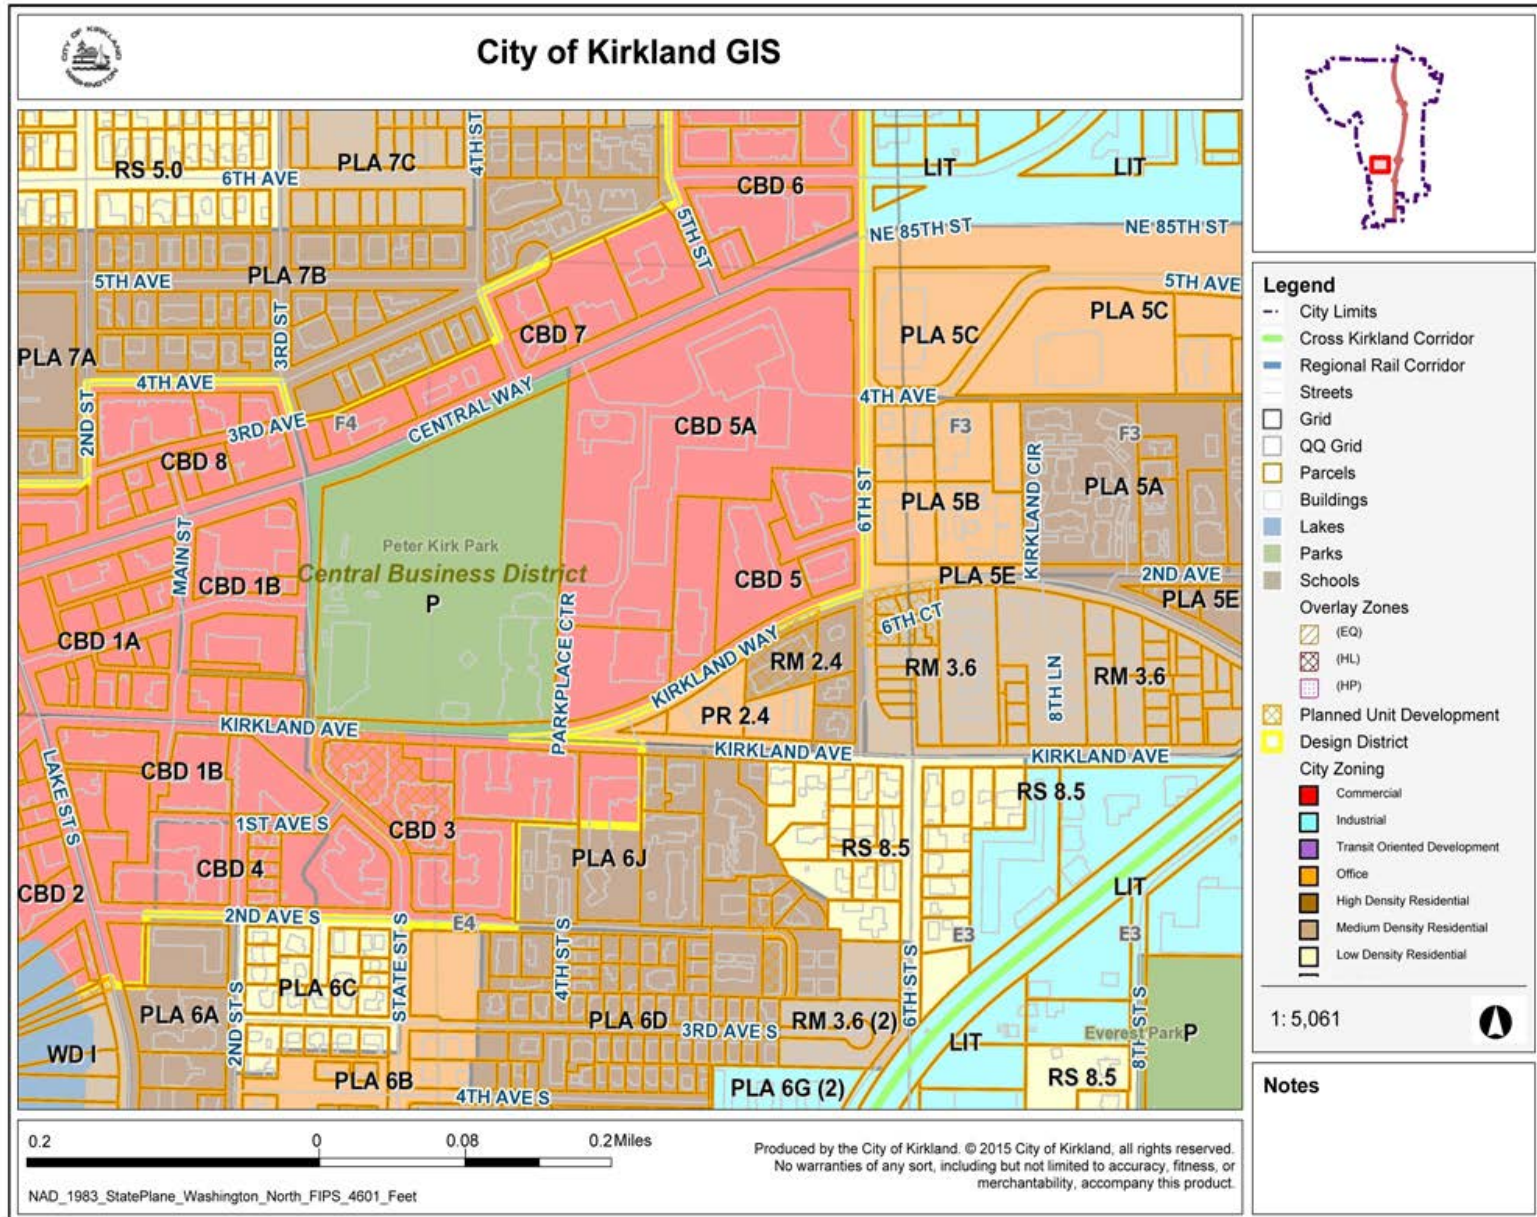 CITY OF KIRKLAND
WASHINGTON
City of Kirkland GIS
RS 5.0
6TH AVE
PLA 7C
4TH ST
CBD 6
LIT
LIT
5TH ST
NE 85TH ST
NE 85TH ST
5TH AVE
PLA 7B
3RD ST
CBD 7
5TH AVE
PLA 5C
PLA 5C
PLA 7A
4TH AVE
2ND ST
3RD AVE
F4
CENTRAL WAY
CBD 5A
4TH AVE
F3
F3
CBD 8
6TH ST
KIRKLAND CIR
PLA 5A
PLA 5B
MAIN ST
Peter Kirk Park
Central Business District
P
CBD 1B
CBD 5
PLA 5E
2ND AVE
PLA 5E
CBD 1A
PARKPLACE CTR
KIRKLAND WAY
6TH CT
RM 2.4
RM 3.6
8TH LN
RM 3.6
PR 2.4
KIRKLAND AVE
KIRKLAND AVE
KIRKLAND AVE
LAKE ST S
CBD 1B
RS 8.5
1ST AVE S
CBD 3
PLA 6J
RS 8.5
CBD 4
CBD 2
LIT
2ND AVE S
STATE ST S
E4
4TH ST S
6TH ST S
E3
E3
PLA 6C
PLA 6A
2ND ST S
PLA 6D
3RD AVE S
RM 3.6 (2)
LIT
Everest Park
P
8TH ST S
WD I
PLA 6B
4TH AVE S
PLA 6G (2)
RS 8.5
Legend
City Limits
Cross Kirkland Corridor
Regional Rail Corridor
Streets
Grid
QQ Grid
Parcels
Buildings
Lakes
Parks
Schools
Overlay Zones
(EQ)
(HL)
(HP)
Planned Unit Development
Design District
City Zoning
Commercial
Industrial
Transit Oriented Development
Office
High Density Residential
Medium Density Residential
Low Density Residential
1: 5,061
Notes
0.2 0 0.08 0.2Miles
NAD_1983_StatePlane_Washington_North_FIPS_4601_Feet
Produced by the City of Kirkland. © 2015 City of Kirkland, all rights reserved.
No warranties of any sort, including but not limited to accuracy, fitness, or
merchantability, accompany this product.